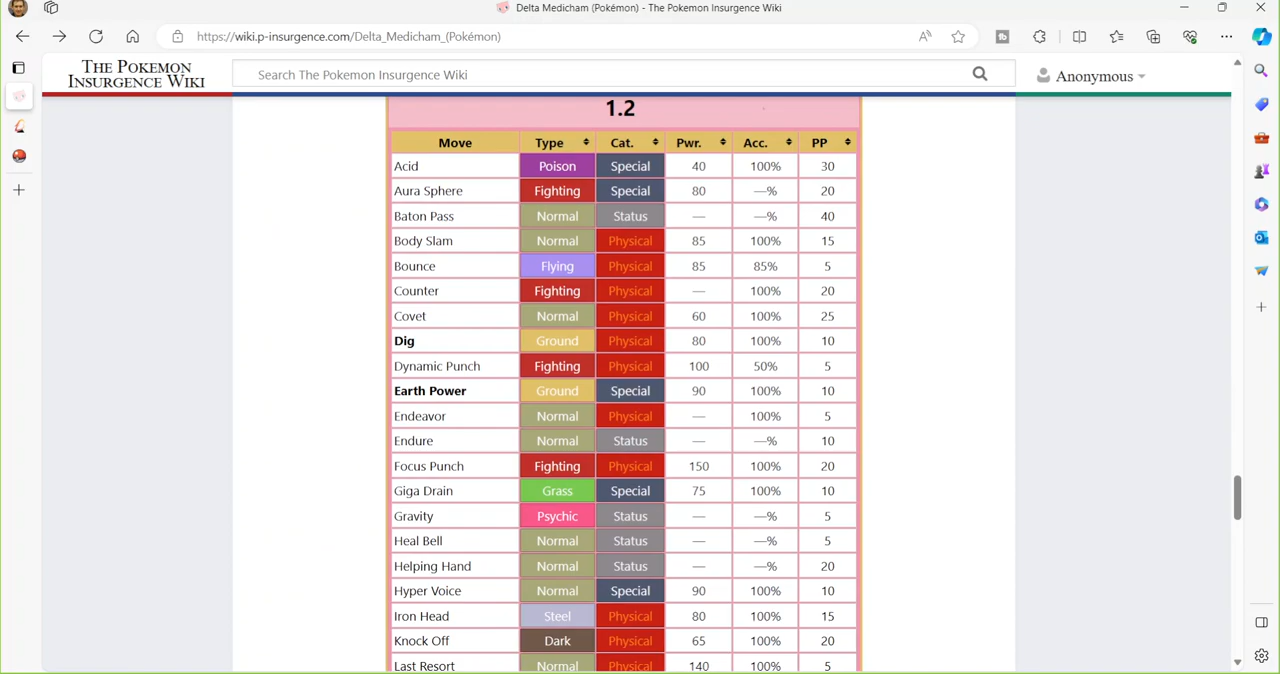 Delta Medicham (Pokémon) - The Pokemon Insurgence Wiki
https://wiki.p-insurgence.com/Delta_Medicham_(Pokémon)
THE POKEMON
INSURGENCE WIKI
Search The Pokemon Insurgence Wiki
Anonymous
1.2
Move Type Cat. Pwr. Acc. PP
Acid Poison Special 40 100% 30
Aura Sphere Fighting Special 80 —% 20
Baton Pass Normal Status — —% 40
Body Slam Normal Physical 85 100% 15
Bounce Flying Physical 85 85% 5
Counter Fighting Physical — 100% 20
Covet Normal Physical 60 100% 25
Dig Ground Physical 80 100% 10
Dynamic Punch Fighting Physical 100 50% 5
Earth Power Ground Special 90 100% 10
Endeavor Normal Physical — 100% 5
Endure Normal Status — —% 10
Focus Punch Fighting Physical 150 100% 20
Giga Drain Grass Special 75 100% 10
Gravity Psychic Status — —% 5
Heal Bell Normal Status — —% 5
Helping Hand Normal Status — —% 20
Hyper Voice Normal Special 90 100% 10
Iron Head Steel Physical 80 100% 15
Knock Off Dark Physical 65 100% 20
Last Resort Normal Physical 140 100% 5